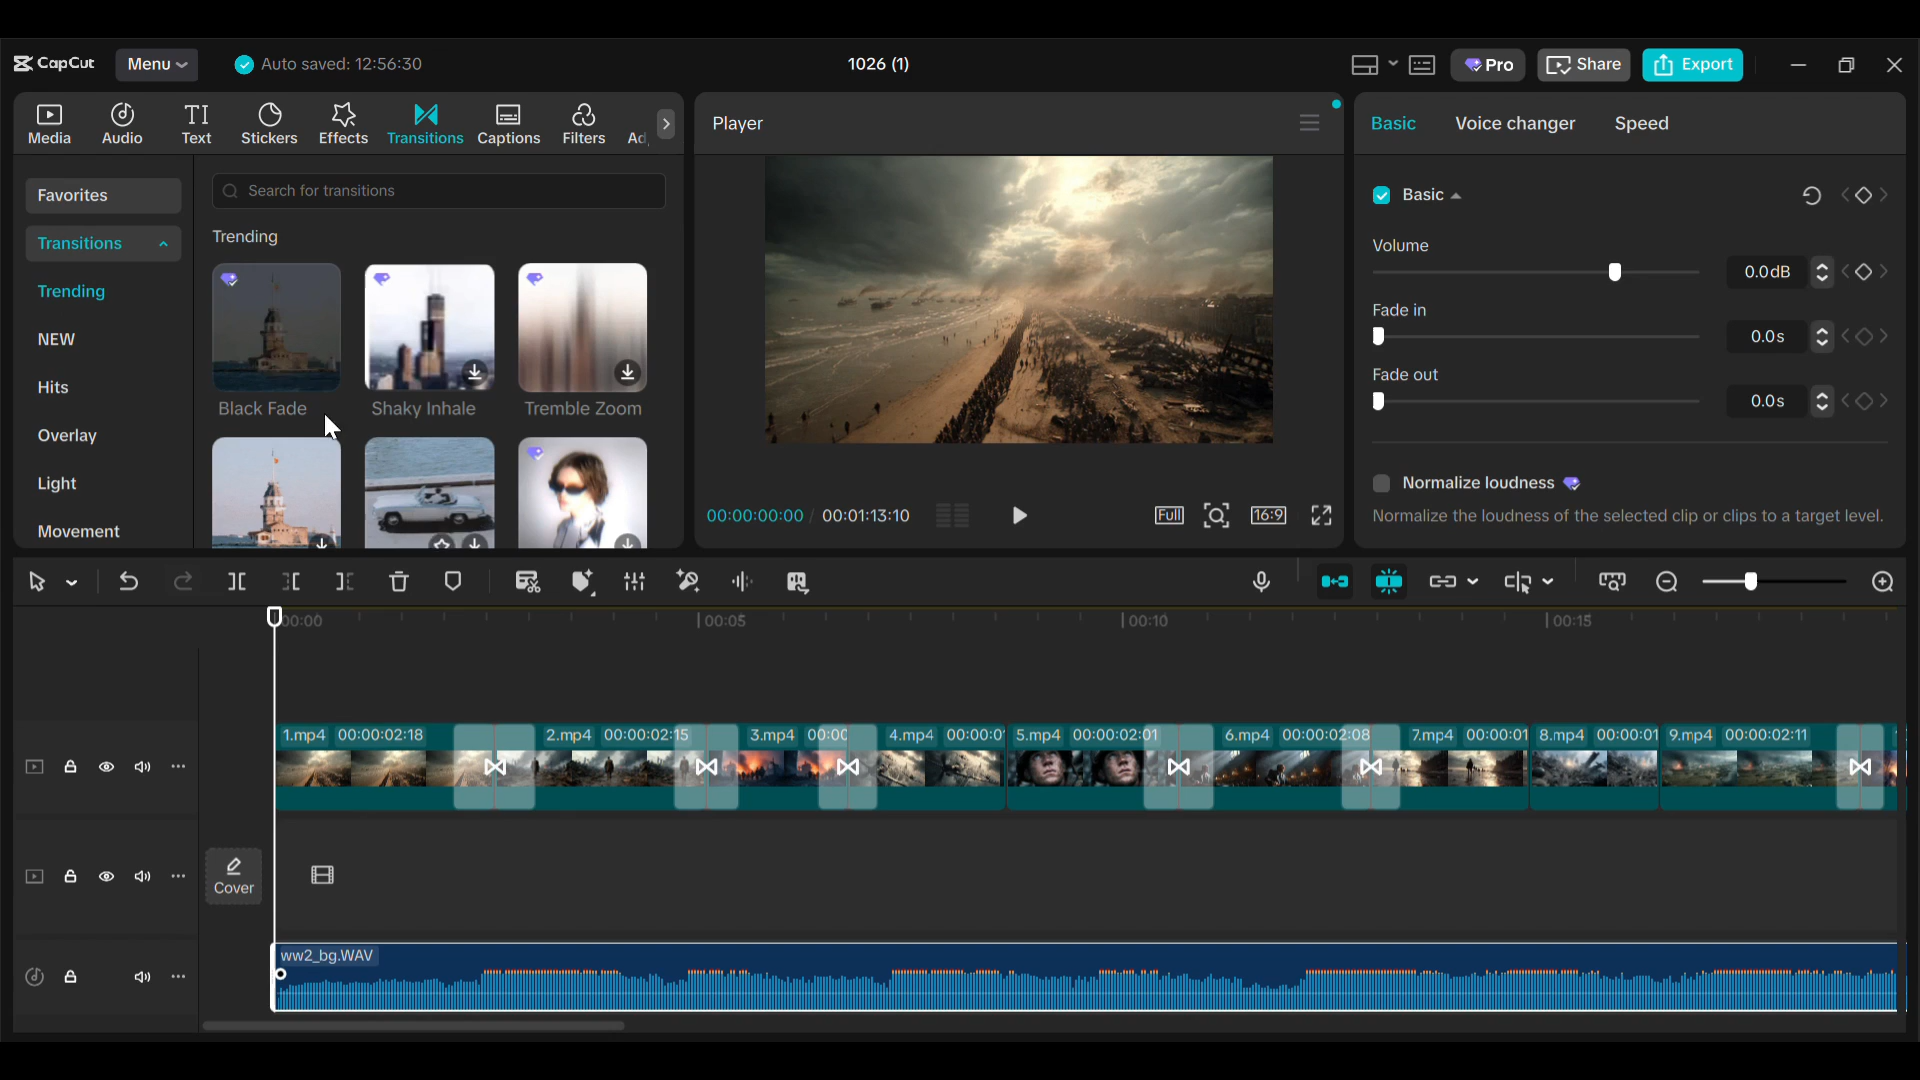 CapCut
Menu
Auto saved: 12:56:30
1026 (1)
Pro
Share
Export
Media
Audio
Text
Stickers
Effects
Transitions
Captions
Filters
Ad
Favorites
Transitions
Trending
NEW
Hits
Overlay
Light
Movement
Search for transitions
Trending
Black Fade
Shaky Inhale
Tremble Zoom
Player
00:00:00:00 / 00:01:13:10
Full
16:9
Basic
Voice changer
Speed
Basic
Volume
0.0dB
Fade in
0.0s
Fade out
0.0s
Normalize loudness
Normalize the loudness of the selected clip or clips to a target level.
00:00
00:05
00:10
00:15
1.mp4 00:00:02:18
2.mp4 00:00:02:15
3.mp4 00:00
4.mp4 00:00:0
5.mp4 00:00:02:01
6.mp4 00:00:02:08
7.mp4 00:00:01
8.mp4 00:00:01
9.mp4 00:00:02:11
Cover
ww2_bg.WAV